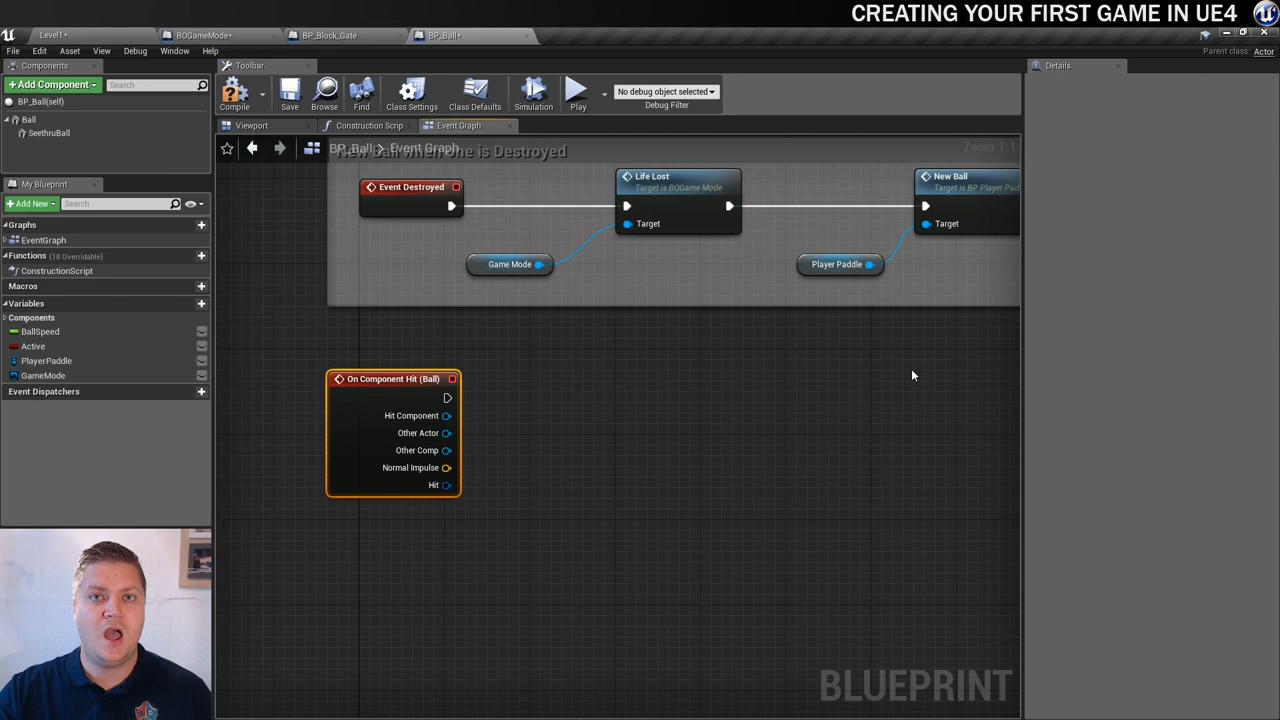 CREATING YOUR FIRST GAME IN UE4
Level1*
BOGameMode*
BP_Block_Gate
BP_Ball*
File Edit Asset View Debug Window Help
Parent class: Actor
Components
+Add Component
Search
BP_Ball(self)
Ball
SeethruBall
My Blueprint
+Add New
Search
Graphs
EventGraph
Functions (18 Overridable)
ConstructionScript
Macros
Variables
Components
BallSpeed
Active
PlayerPaddle
GameMode
Event Dispatchers
Toolbar
Compile
Save
Browse
Find
Class Settings
Class Defaults
Simulation
Play
No debug object selected
Debug Filter
Viewport
Construction Scrip
Event Graph
BP_Ball > Event Graph
New Ball when One is Destroyed
Zoom 1:1
Event Destroyed
Life Lost
Target is BOGame Mode
Target
Game Mode
New Ball
Target is BP Player Pad
Target
Player Paddle
On Component Hit (Ball)
Hit Component
Other Actor
Other Comp
Normal Impulse
Hit
BLUEPRINT
Details